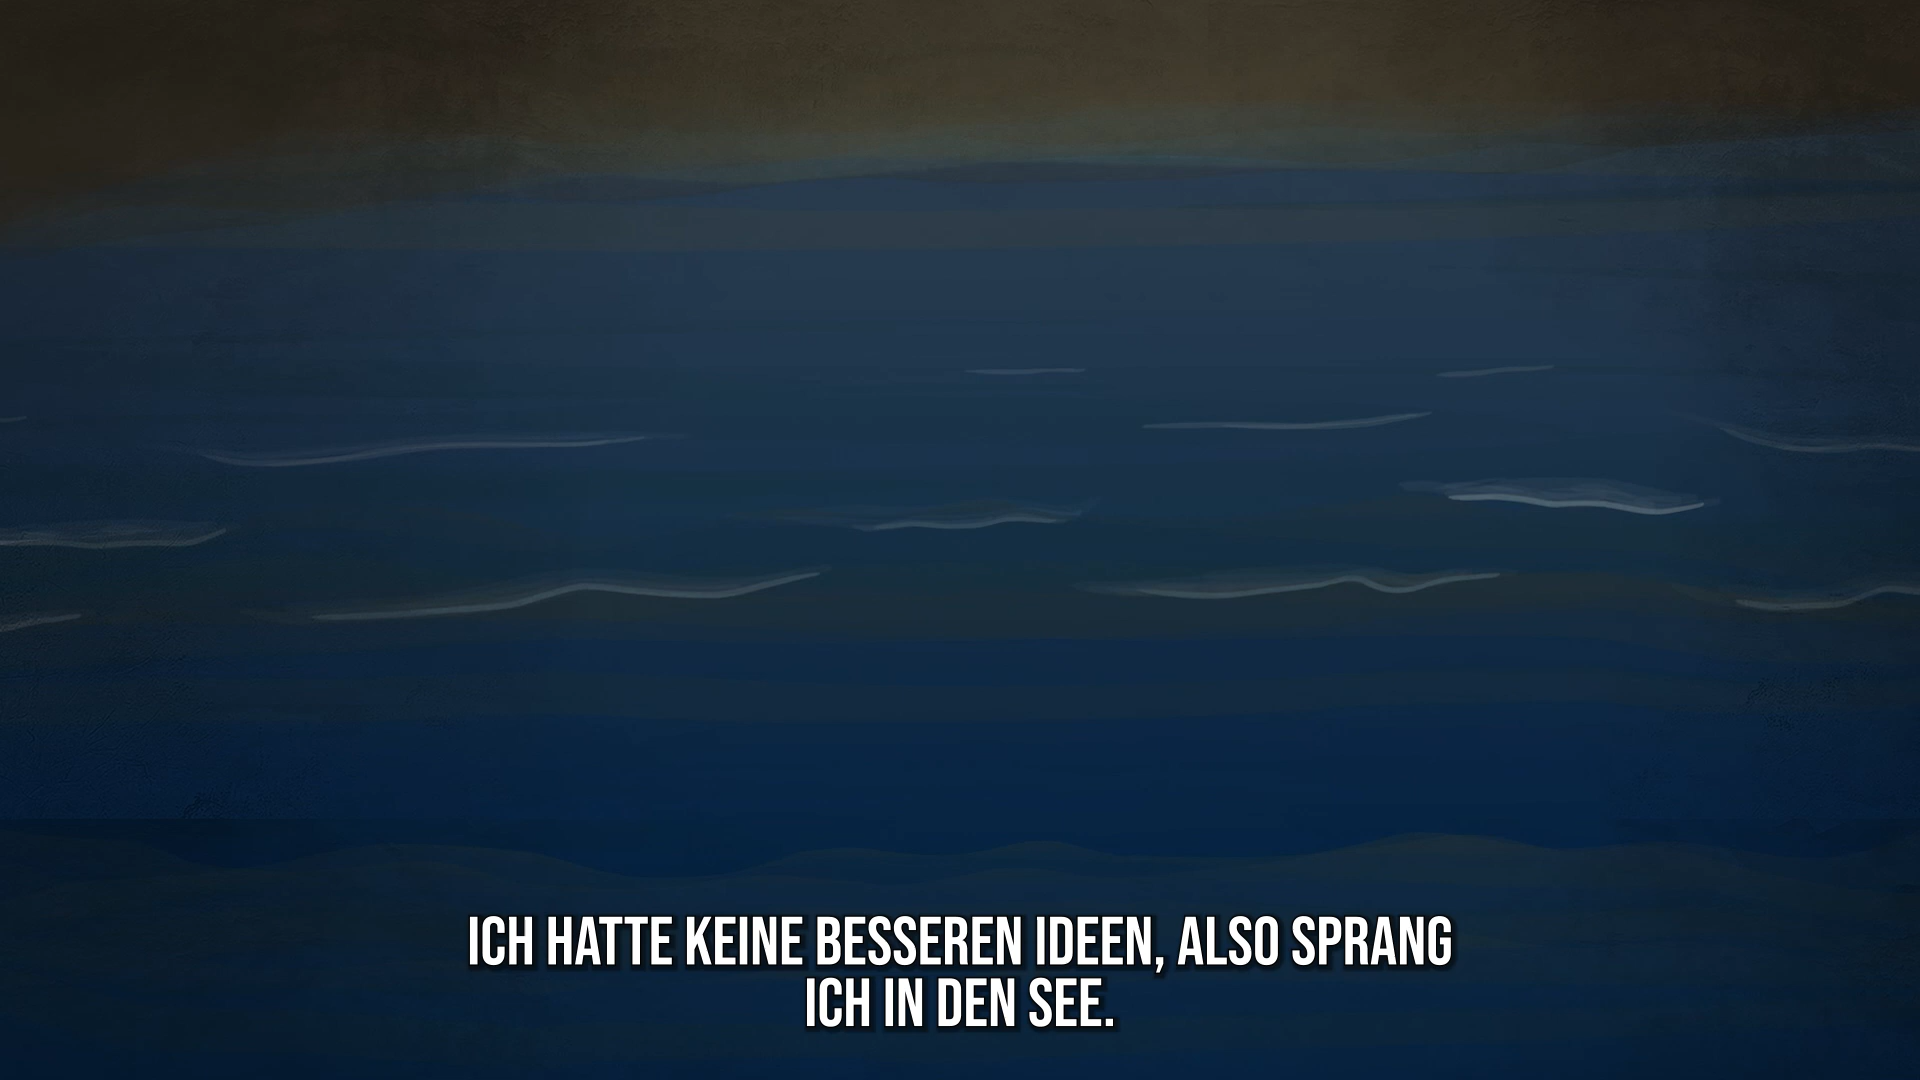 ICH HATTE KEINE BESSEREN IDEEN, ALSO SPRANG
ICH IN DEN SEE.